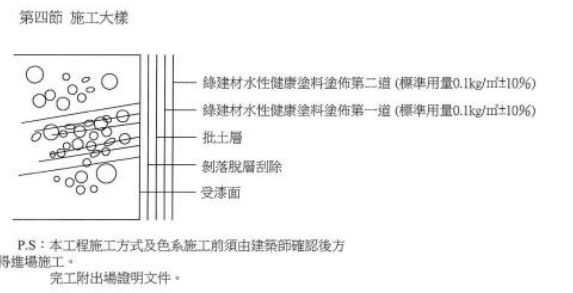 第四節 施工大樣
綠建材水性健康塗料塗佈第二道 (標準用量0.1kg/㎡±10%)
綠建材水性健康塗料塗佈第一道 (標準用量0.1kg/㎡±10%)
批土層
剝落脫層刮除
受漆面
P.S：本工程施工方式及色系施工前須由建築師確認後方
得進場施工。
完工附出場證明文件。